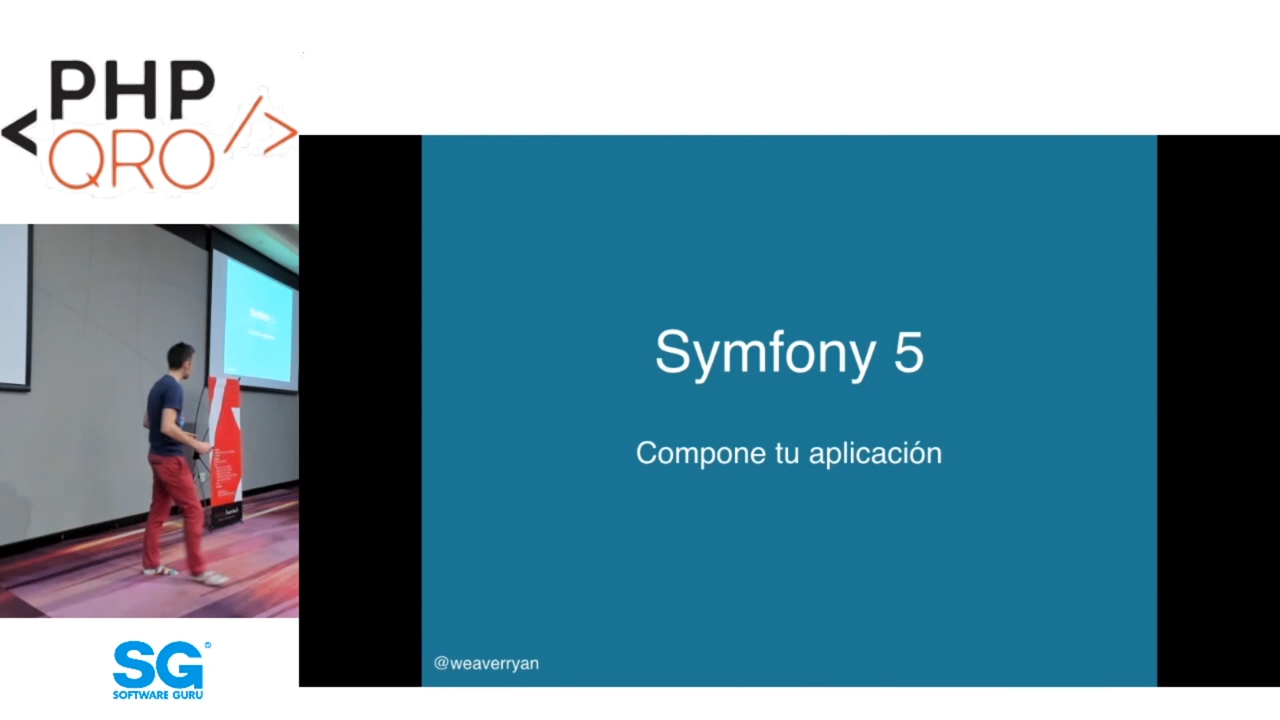 <PHP
QRO/>
SG®
SOFTWARE GURU
Symfony 5
Compone tu aplicación
@weaverryan